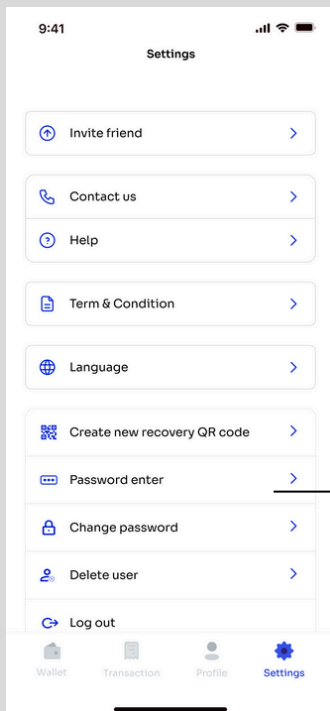 9:41
Settings
Invite friend
Contact us
Help
Term & Condition
Language
Create new recovery QR code
Password enter
Change password
Delete user
Log out
Wallet Transaction Profile Settings